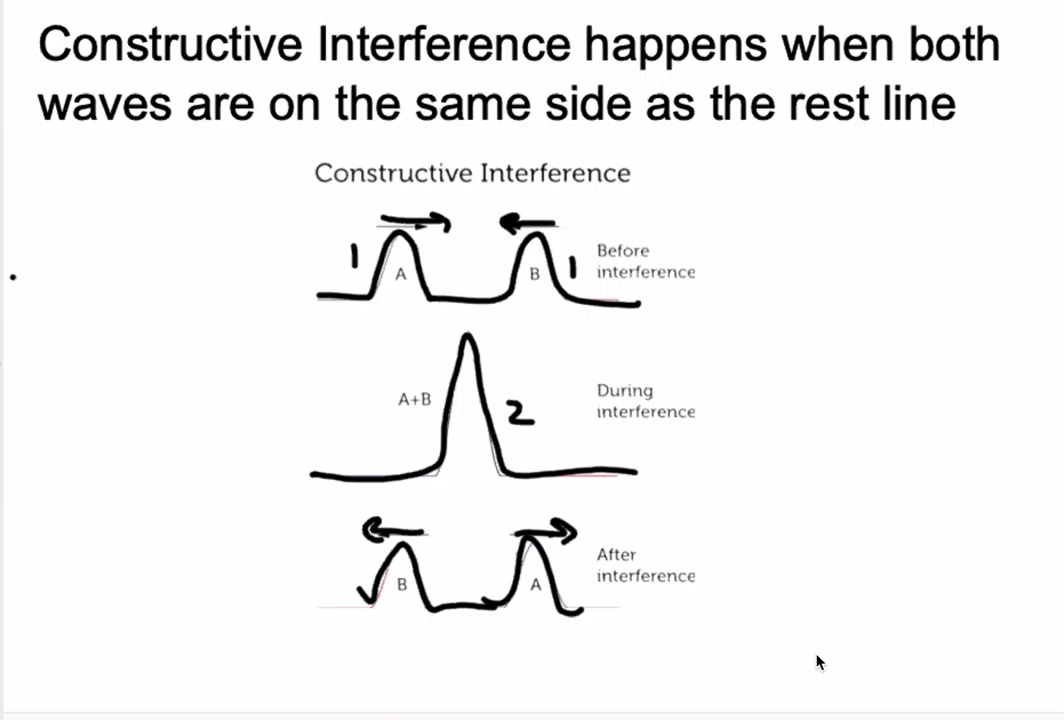 Constructive Interference happens when both
waves are on the same side as the rest line
Constructive Interference
1
A
B
1
Before
interference
A+B
2
During
interference
B
A
After
interference